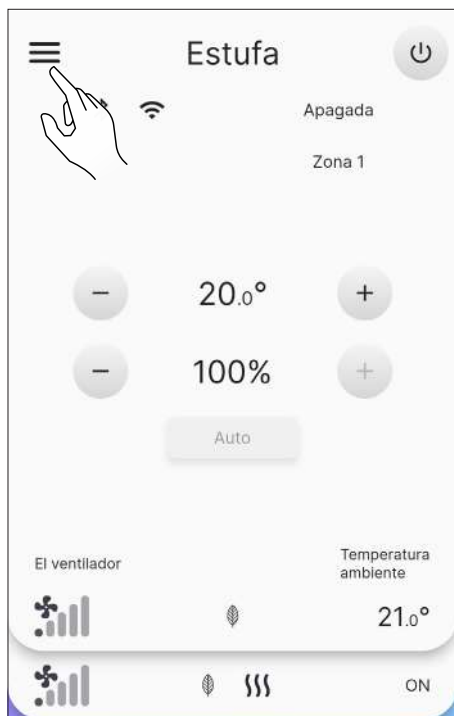 Estufa
Apagada
Zona 1
20.0°
100%
Auto
El ventilador
Temperatura
ambiente
21.0°
ON